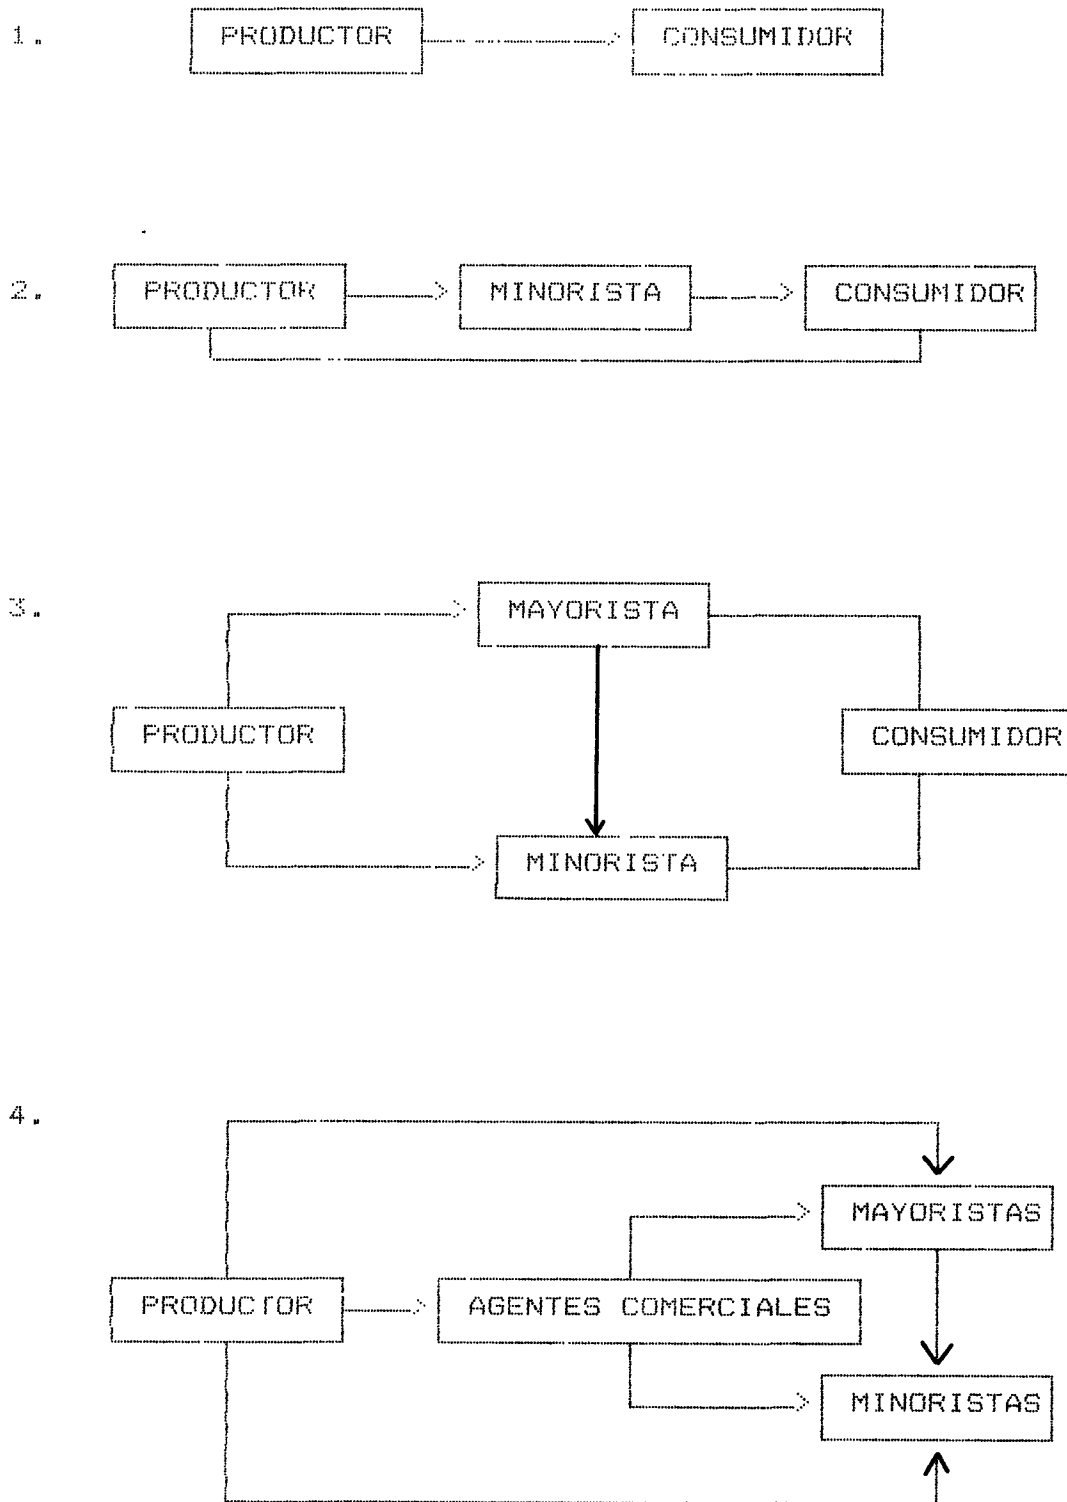 1. PRODUCTOR CONSUMIDOR
2. PRODUCTOR MINORISTA CONSUMIDOR
3. MAYORISTA
PRODUCTOR CONSUMIDOR
MINORISTA
4.
MAYORISTAS
PRODUCTOR AGENTES COMERCIALES
MINORISTAS